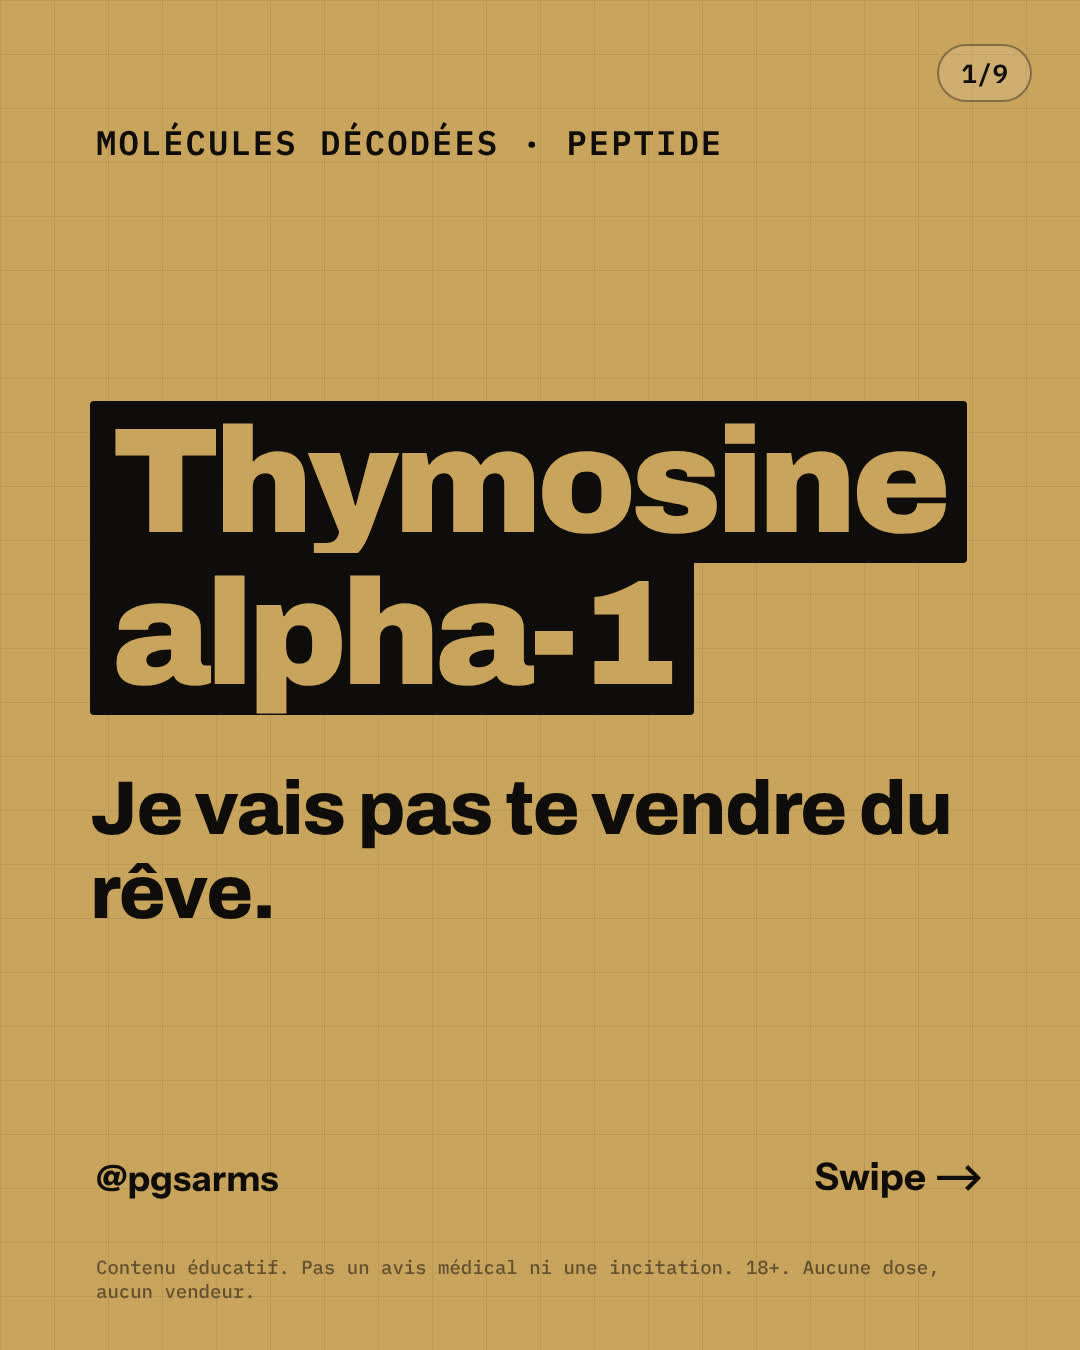 1/9
MOLÉCULES DÉCODÉES · PEPTIDE
Thymosine
alpha-1
Je vais pas te vendre du
rêve.
@pgsarms
Swipe →
Contenu éducatif. Pas un avis médical ni une incitation. 18+. Aucune dose,
aucun vendeur.